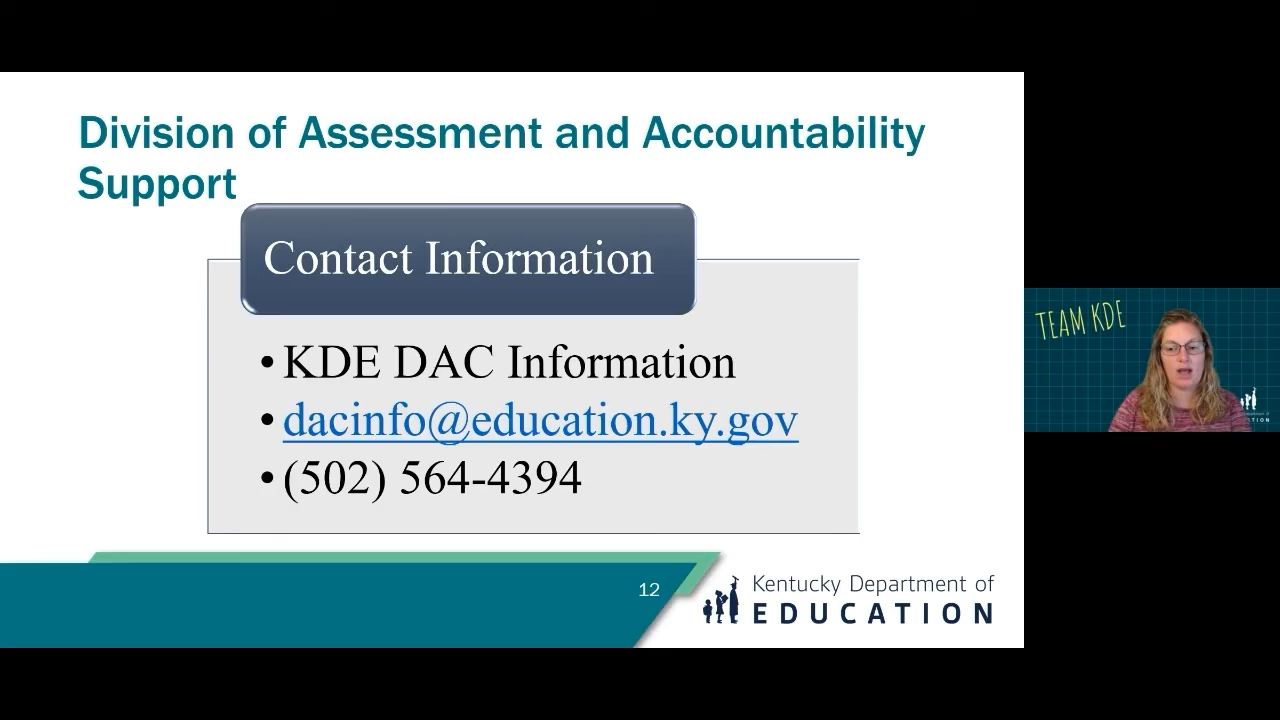 Division of Assessment and Accountability
Support
Contact Information
•KDE DAC Information
•dacinfo@education.ky.gov
•(502) 564-4394
12
Kentucky Department of
EDUCATION
TEAM KDE